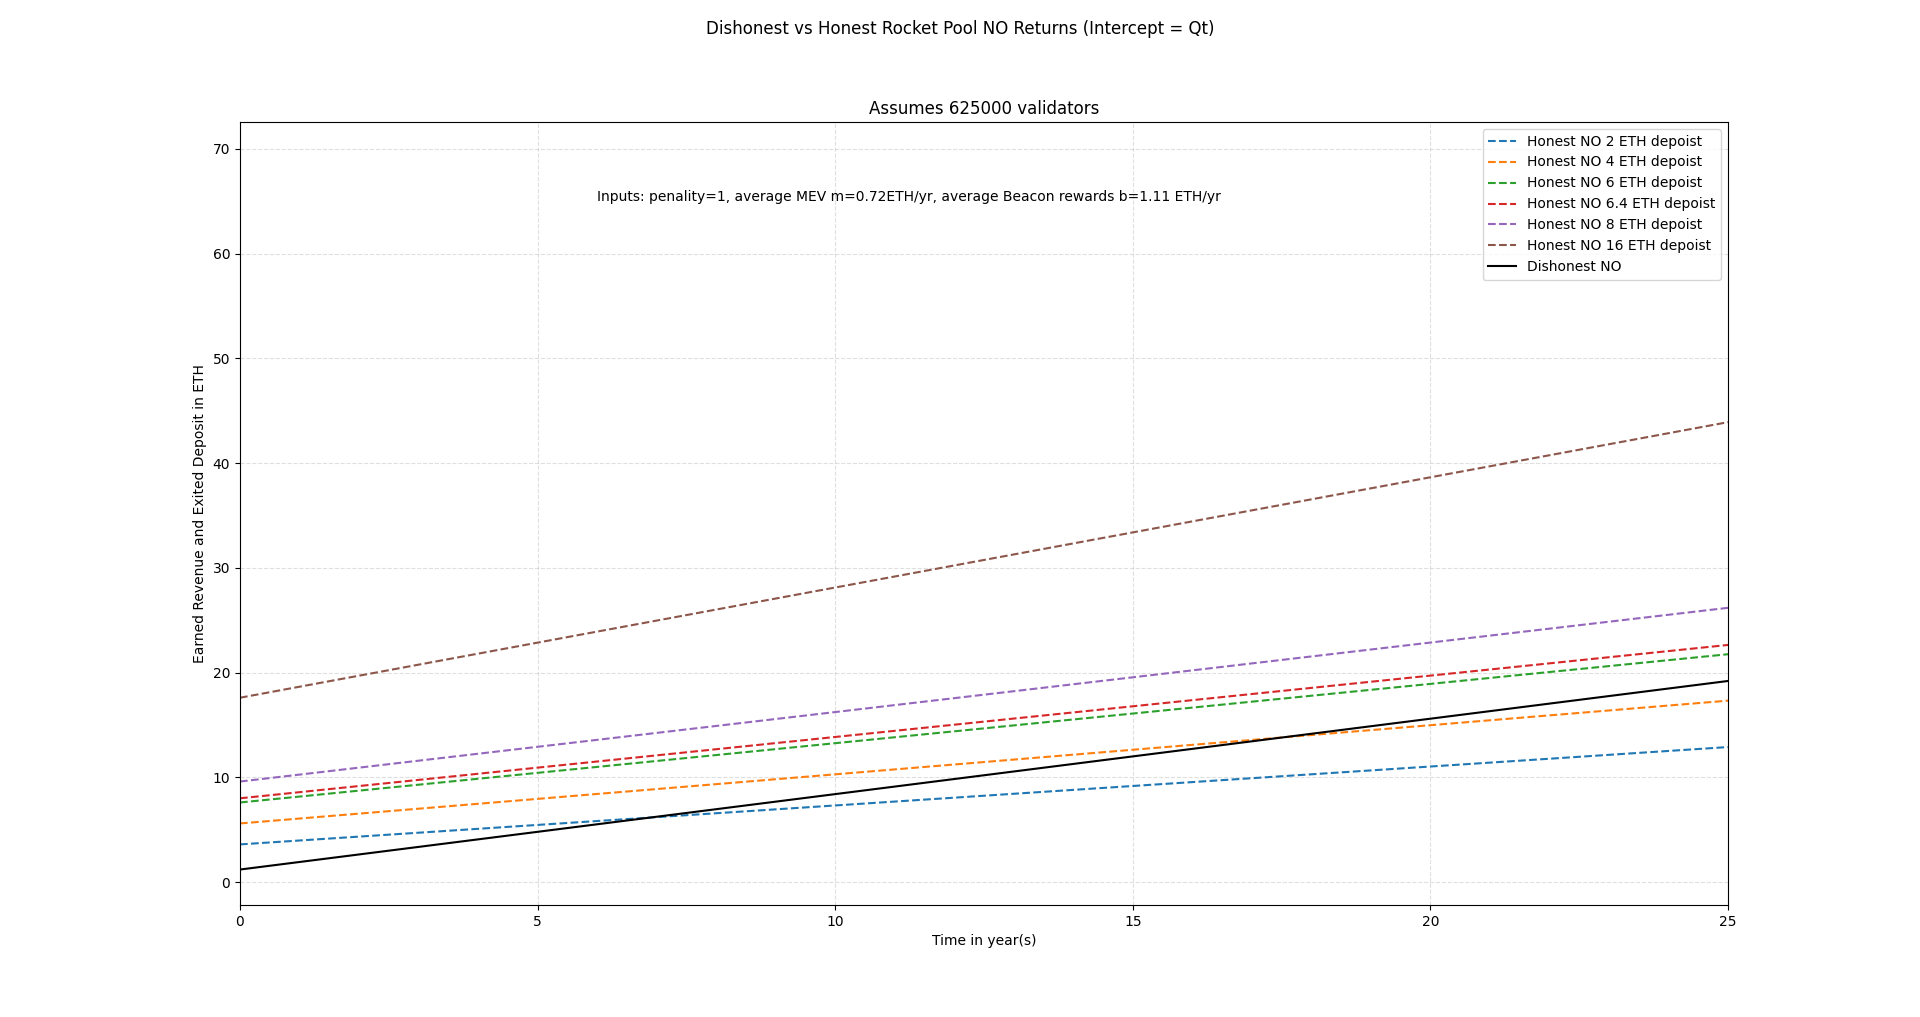 Dishonest vs Honest Rocket Pool NO Returns (Intercept = Qt)
Assumes 625000 validators
Inputs: penality=1, average MEV m=0.72ETH/yr, average Beacon rewards b=1.11 ETH/yr
Honest NO 2 ETH depoist
Honest NO 4 ETH depoist
Honest NO 6 ETH depoist
Honest NO 6.4 ETH depoist
Honest NO 8 ETH depoist
Honest NO 16 ETH depoist
Dishonest NO
Earned Revenue and Exited Deposit in ETH
70
60
50
40
30
20
10
0
0 5 10 15 20 25
Time in year(s)